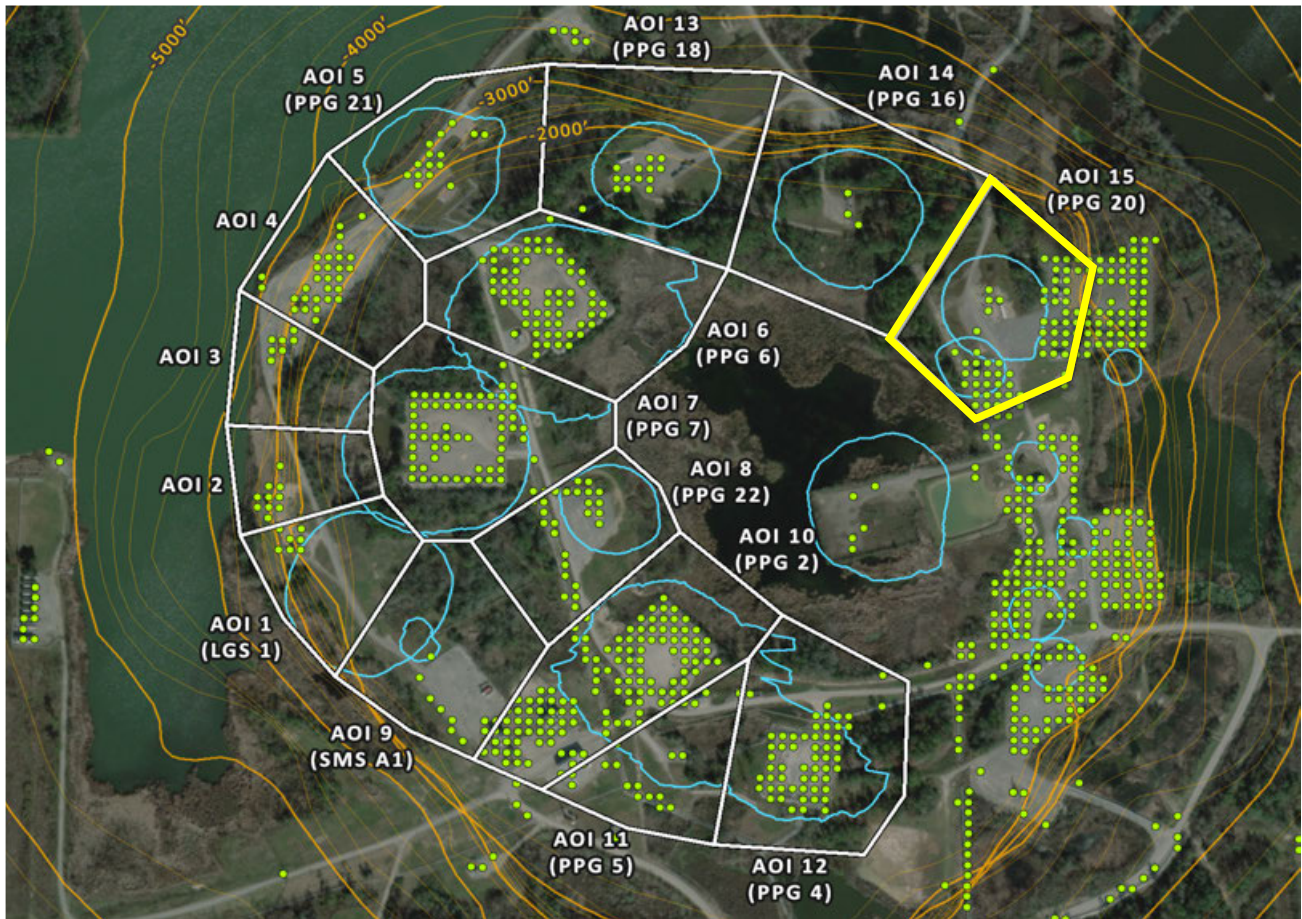 -5000'
-4000'
AOI 13
(PPG 18)
AOI 5
(PPG 21)
AOI 14
(PPG 16)
-3000'
-2000'
AOI 15
(PPG 20)
AOI 4
AOI 3
AOI 6
(PPG 6)
AOI 7
(PPG 7)
AOI 2
AOI 8
(PPG 22)
AOI 10
(PPG 2)
AOI 1
(LGS 1)
AOI 9
(SMS A1)
AOI 11
(PPG 5)
AOI 12
(PPG 4)